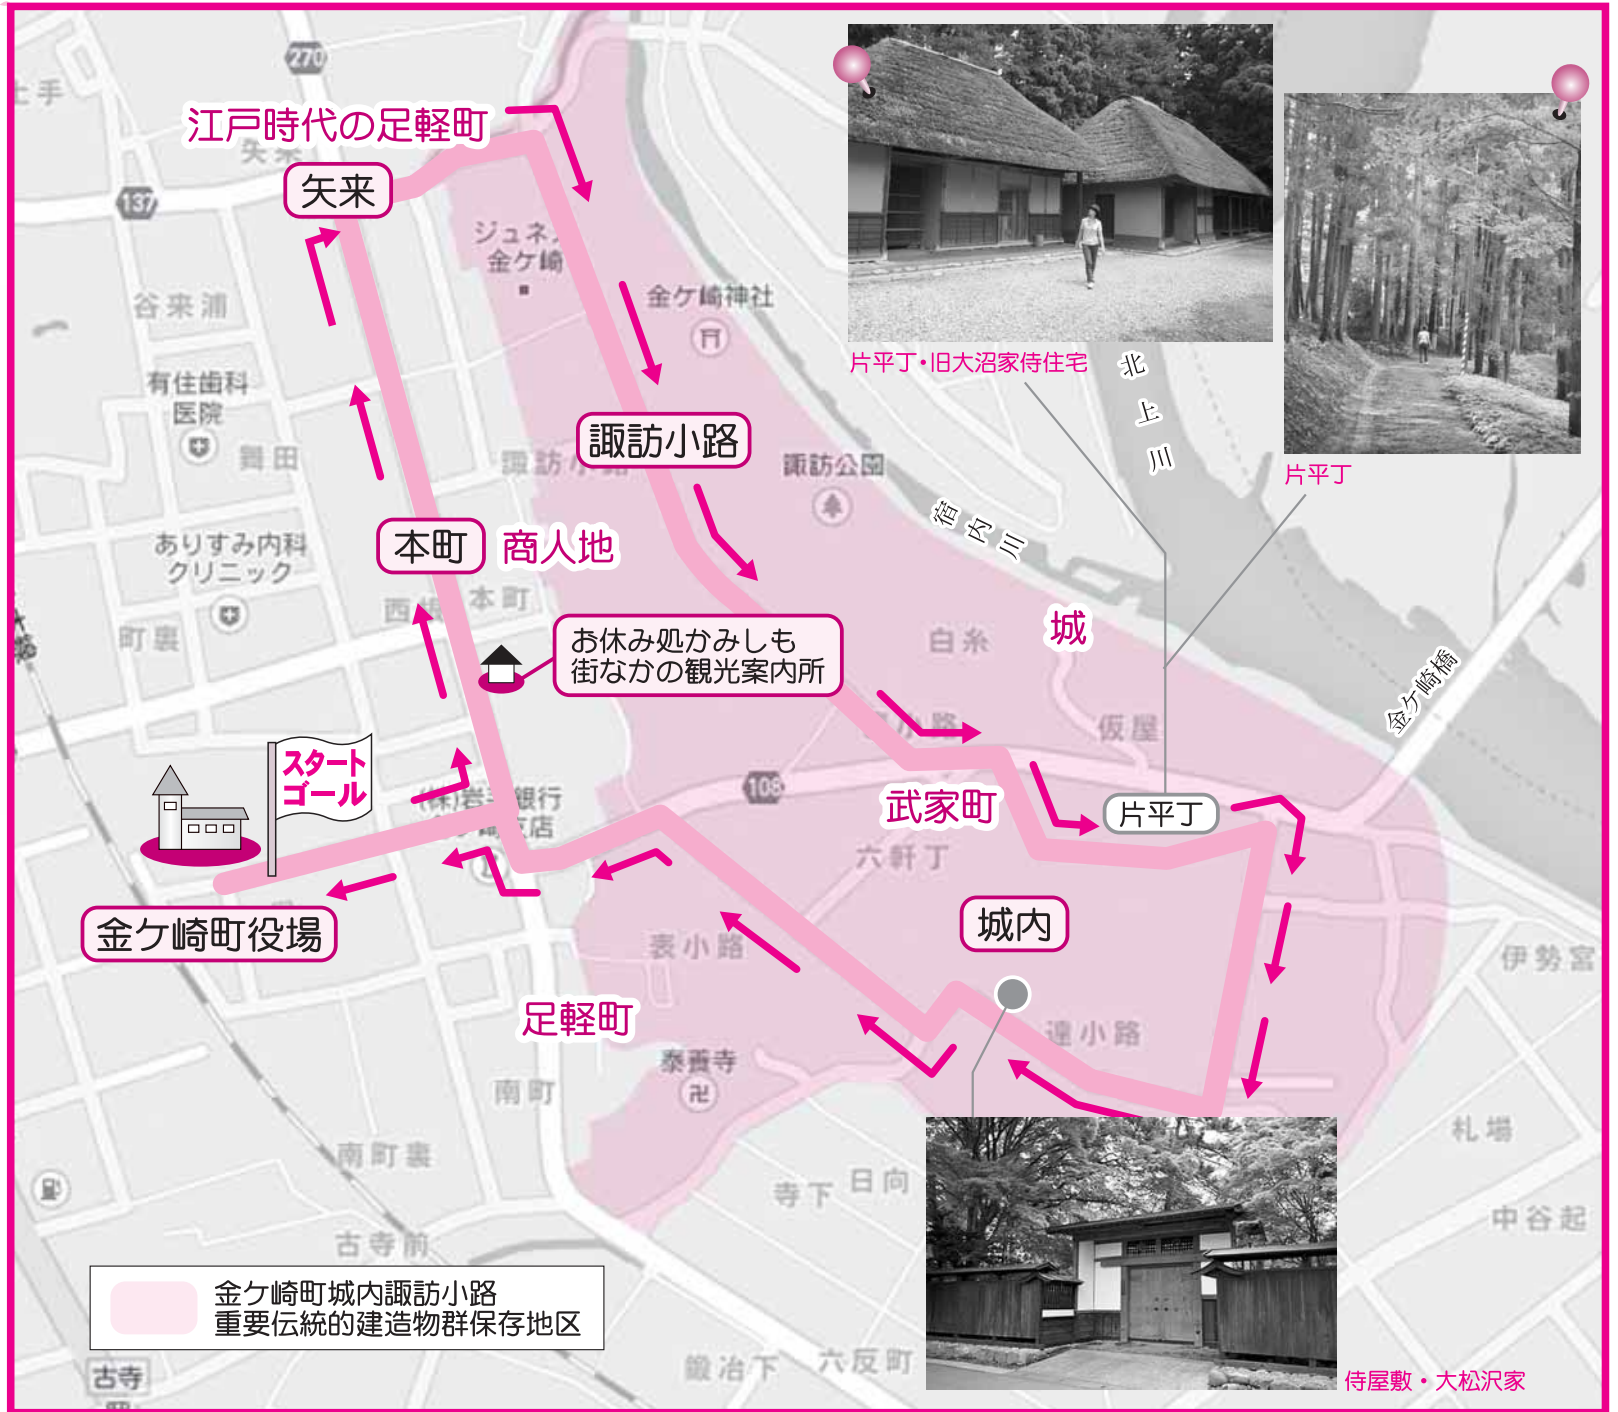 270
江戸時代の足軽町
矢来
137
ジュネス
金ケ崎
金ケ崎神社
谷来浦
有住歯科
医院
舞田
諏訪小路
諏訪公園
片平丁・旧大沼家侍住宅
片平丁
北上川
宿内川
本町
商人地
ありすみ内科
クリニック
本町
町裏
お休み処かみしも
街なかの観光案内所
白糸
城
仮屋
金ケ崎橋
スタート
ゴール
108
武家町
片平丁
六軒丁
金ケ崎町役場
城内
表小路
伊勢宮
足軽町
達小路
泰養寺
南町
南町裏
札場
寺下
日向
中谷起
古寺前
金ケ崎町城内諏訪小路
重要伝統的建造物群保存地区
古寺
鍛冶下
六反町
侍屋敷・大松沢家